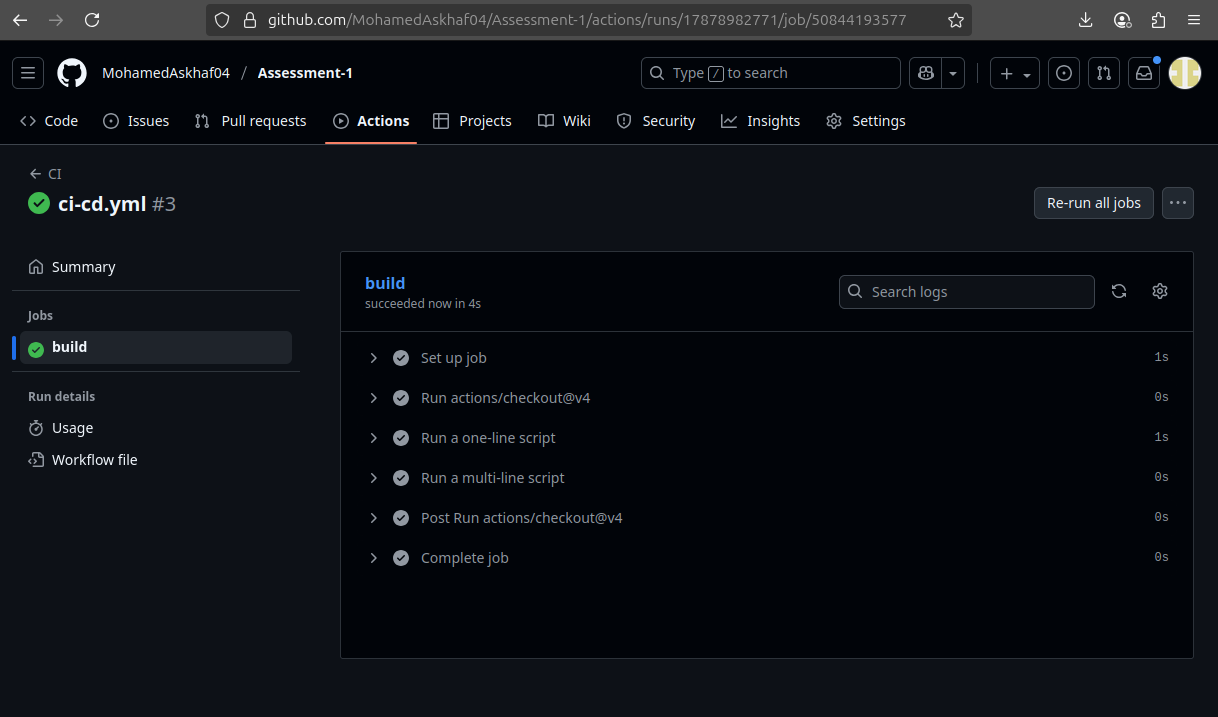 github.com/MohamedAskhaf04/Assessment-1/actions/runs/17878982771/job/50844193577
MohamedAskhaf04 / Assessment-1
Type / to search
Code Issues Pull requests Actions Projects Wiki Insights Security Settings
CI
ci-cd.yml #3
Re-run all jobs
Summary
Jobs
build
Run details
Usage
Workflow file
build
succeeded now in 4s
Search logs
Set up job 1s
Run actions/checkout@v4 0s
Run a one-line script 1s
Run a multi-line script 0s
Post Run actions/checkout@v4 0s
Complete job 0s